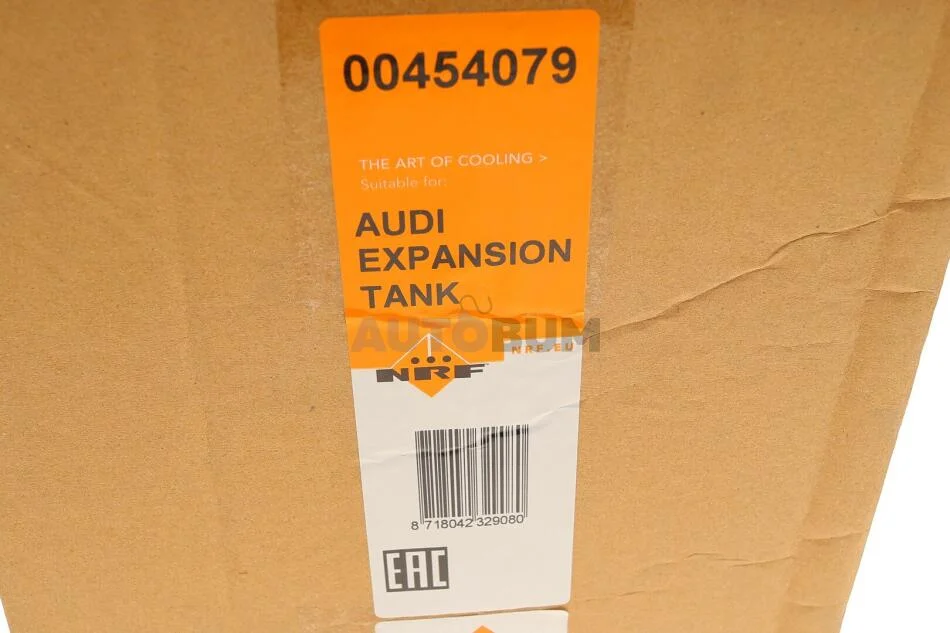 00454079
THE ART OF COOLING >
Suitable for:
AUDI
EXPANSION
TANK
AUTOBUM
NRF.EU
NRF
8 718042 329080
EAC